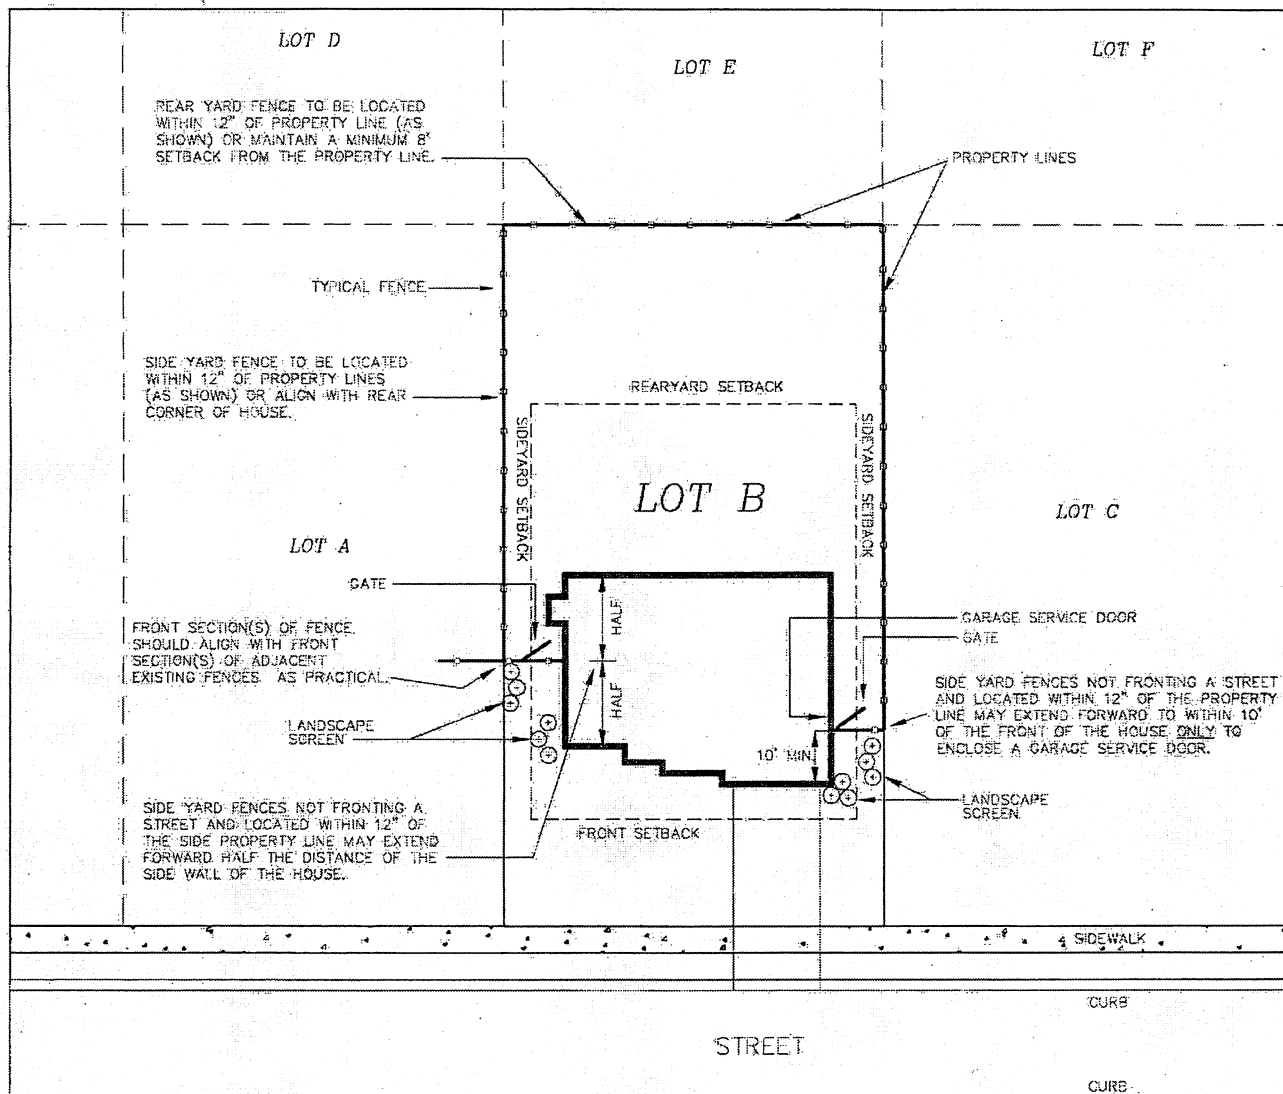 LOT D
LOT E
LOT F
REAR YARD FENCE TO BE LOCATED
WITHIN 12" OF PROPERTY LINE (AS
SHOWN) OR MAINTAIN A MINIMUM 8'
SETBACK FROM THE PROPERTY LINE.
PROPERTY LINES
TYPICAL FENCE
SIDE YARD FENCE TO BE LOCATED
WITHIN 12" OF PROPERTY LINES
(AS SHOWN) OR ALIGN WITH REAR
CORNER OF HOUSE.
REARYARD SETBACK
SIDEYARD SETBACK
SIDEYARD SETBACK
LOT B
LOT A
LOT C
GATE
HALF
HALF
FRONT SECTION(S) OF FENCE
SHOULD ALIGN WITH FRONT
SECTION(S) OF ADJACENT
EXISTING FENCES AS PRACTICAL.
GARAGE SERVICE DOOR
GATE
SIDE YARD FENCES NOT FRONTING A STREET
AND LOCATED WITHIN 12" OF THE PROPERTY
LINE MAY EXTEND FORWARD TO WITHIN 10'
OF THE FRONT OF THE HOUSE ONLY TO
ENCLOSE A GARAGE SERVICE DOOR.
LANDSCAPE
SCREEN
10' MIN
LANDSCAPE
SCREEN
SIDE YARD FENCES NOT FRONTING A
STREET AND LOCATED WITHIN 12" OF
THE SIDE PROPERTY LINE MAY EXTEND
FORWARD HALF THE DISTANCE OF THE
SIDE WALL OF THE HOUSE.
FRONT SETBACK
SIDEWALK
CURB
STREET
CURB